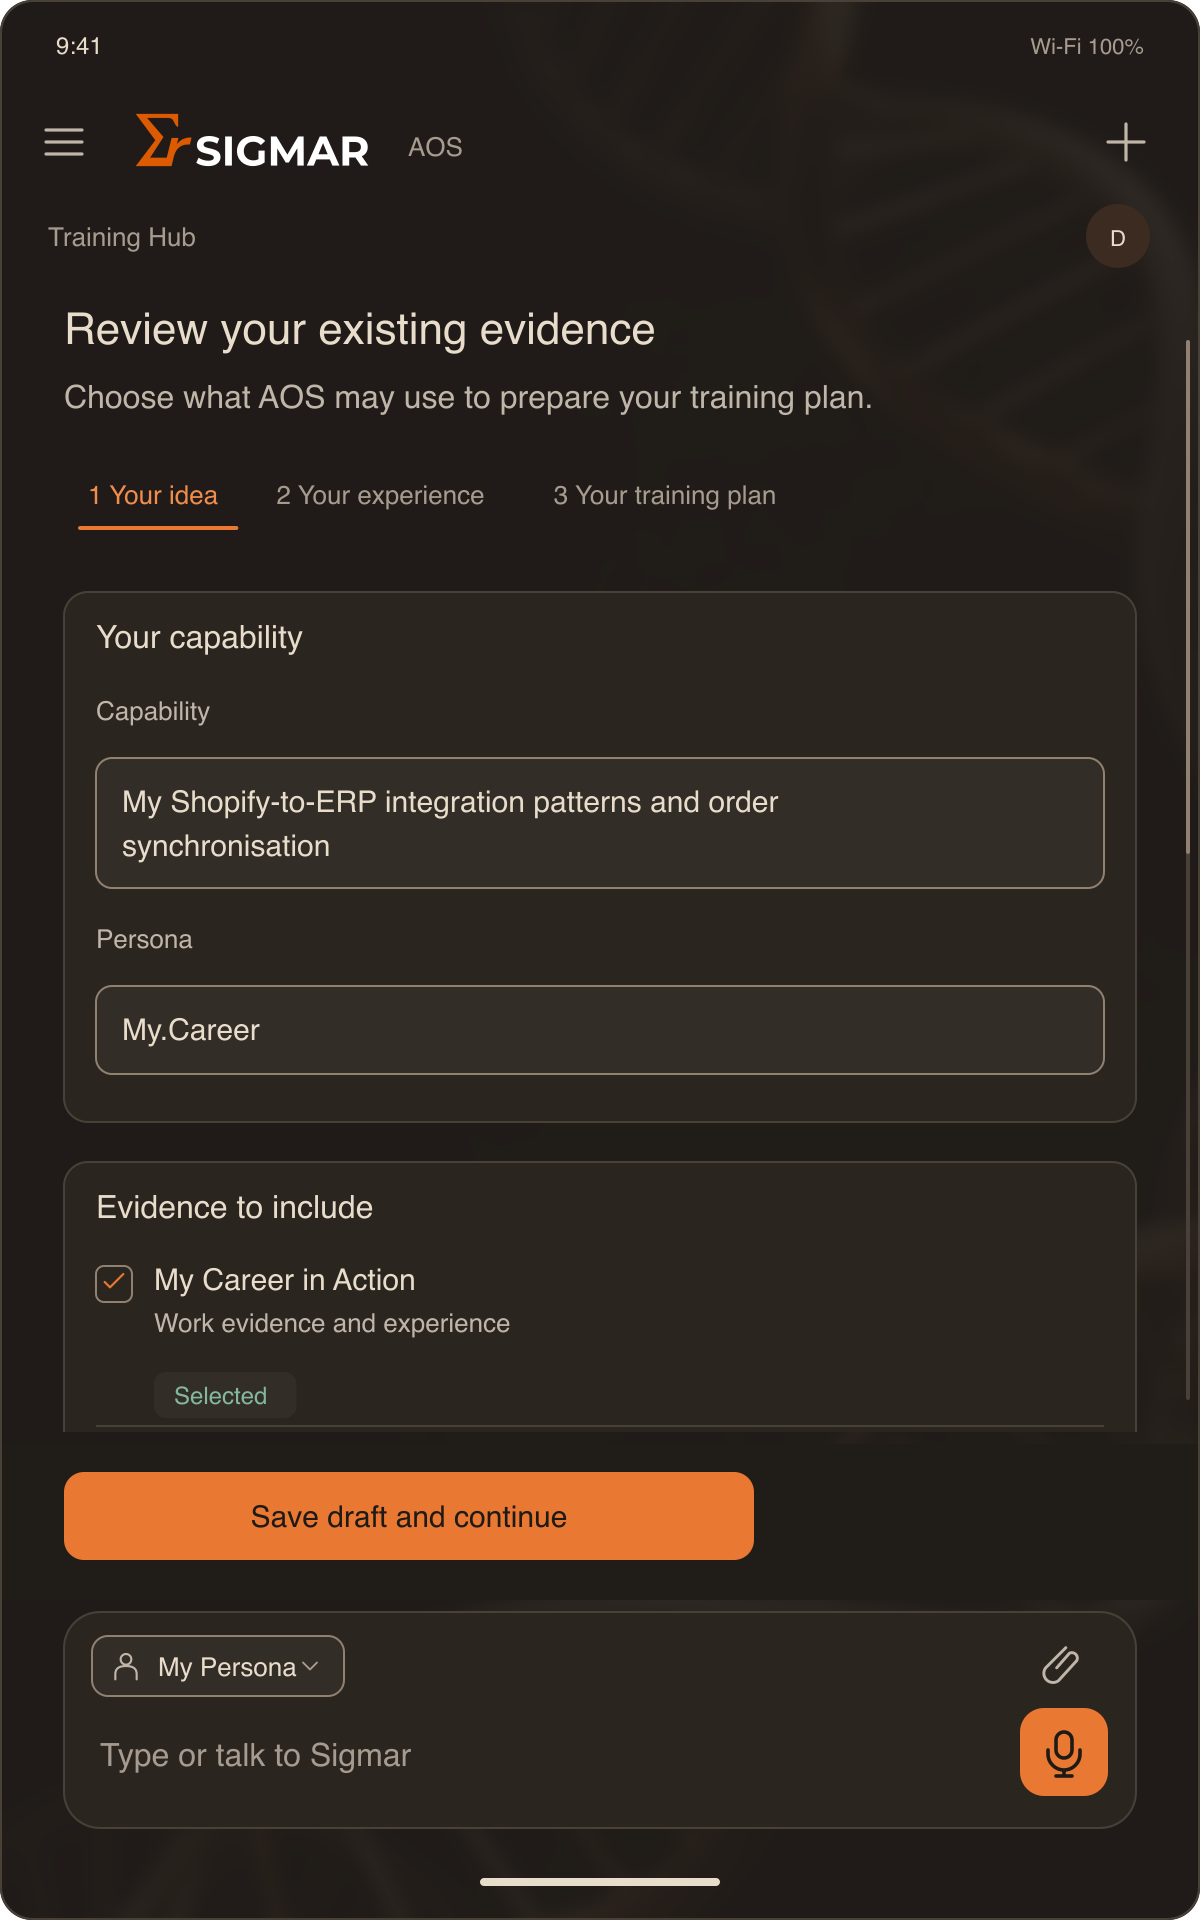 9:41
Wi-Fi 100%
Σr SIGMAR AOS
Training Hub
D
Review your existing evidence
Choose what AOS may use to prepare your training plan.
1 Your idea
2 Your experience
3 Your training plan
Your capability
Capability
My Shopify-to-ERP integration patterns and order
synchronisation
Persona
My.Career
Evidence to include
My Career in Action
Work evidence and experience
Selected
Save draft and continue
My Persona
Type or talk to Sigmar